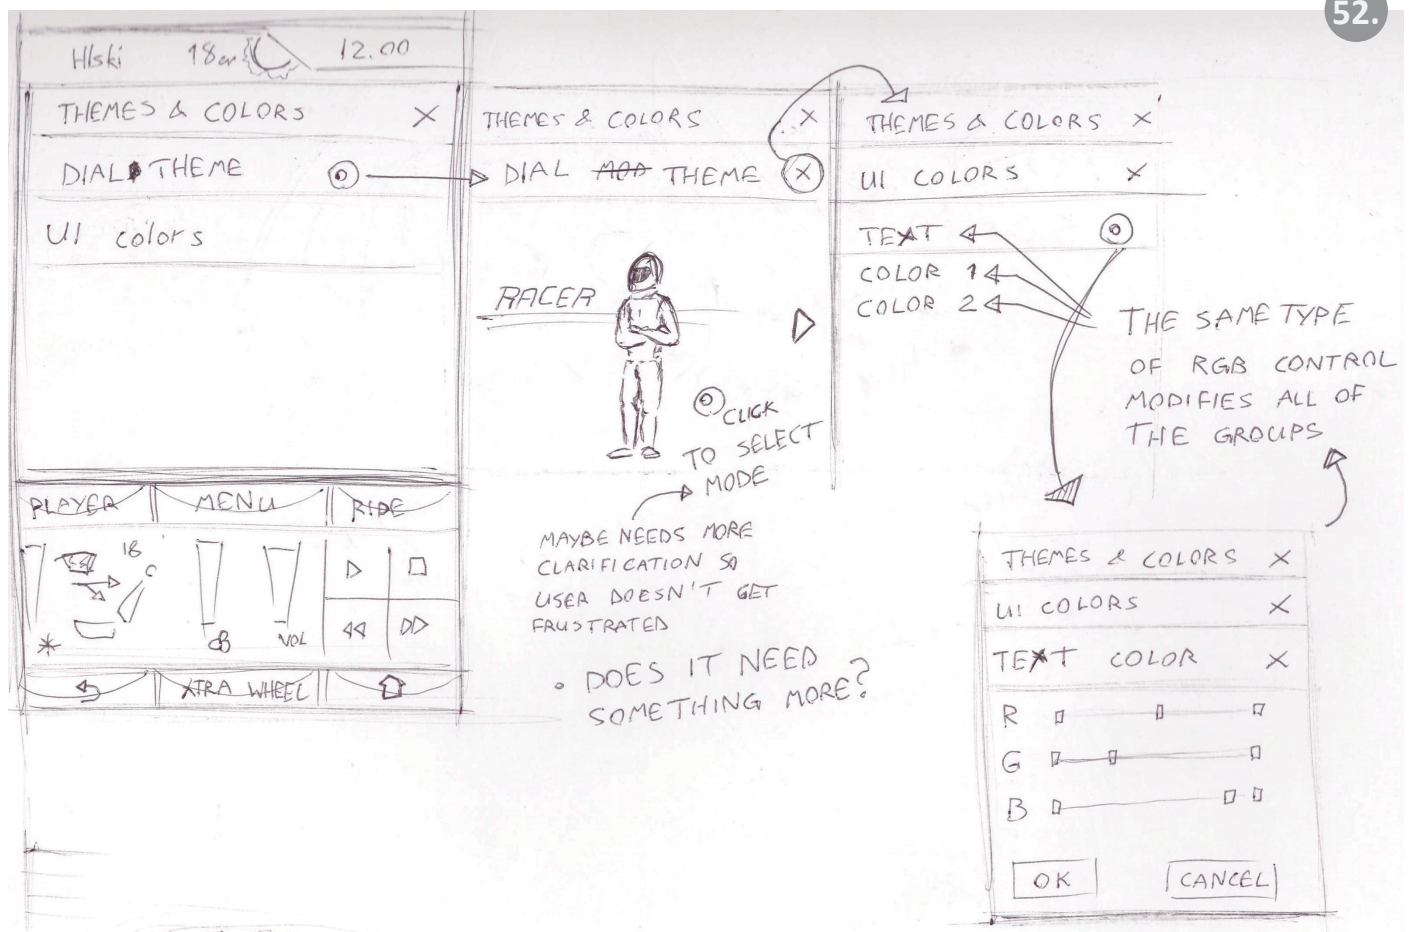 52.
Hlski 18 12.00
THEMES & COLORS X
DIAL THEME
UI colors
PLAYER MENU RIDE
18
dB VOL
XTRA WHEEL
THEMES & COLORS X
DIAL MOD THEME X
RACER
CLICK
TO SELECT
MODE
MAYBE NEEDS MORE
CLARIFICATION SO
USER DOESN'T GET
FRUSTRATED
• DOES IT NEED
SOMETHING MORE?
THEMES & COLORS X
UI COLORS X
TEXT
COLOR 1
COLOR 2
THE SAME TYPE
OF RGB CONTROL
MODIFIES ALL OF
THE GROUPS
THEMES & COLORS X
UI COLORS X
TEXT COLOR X
R
G
B
OK CANCEL